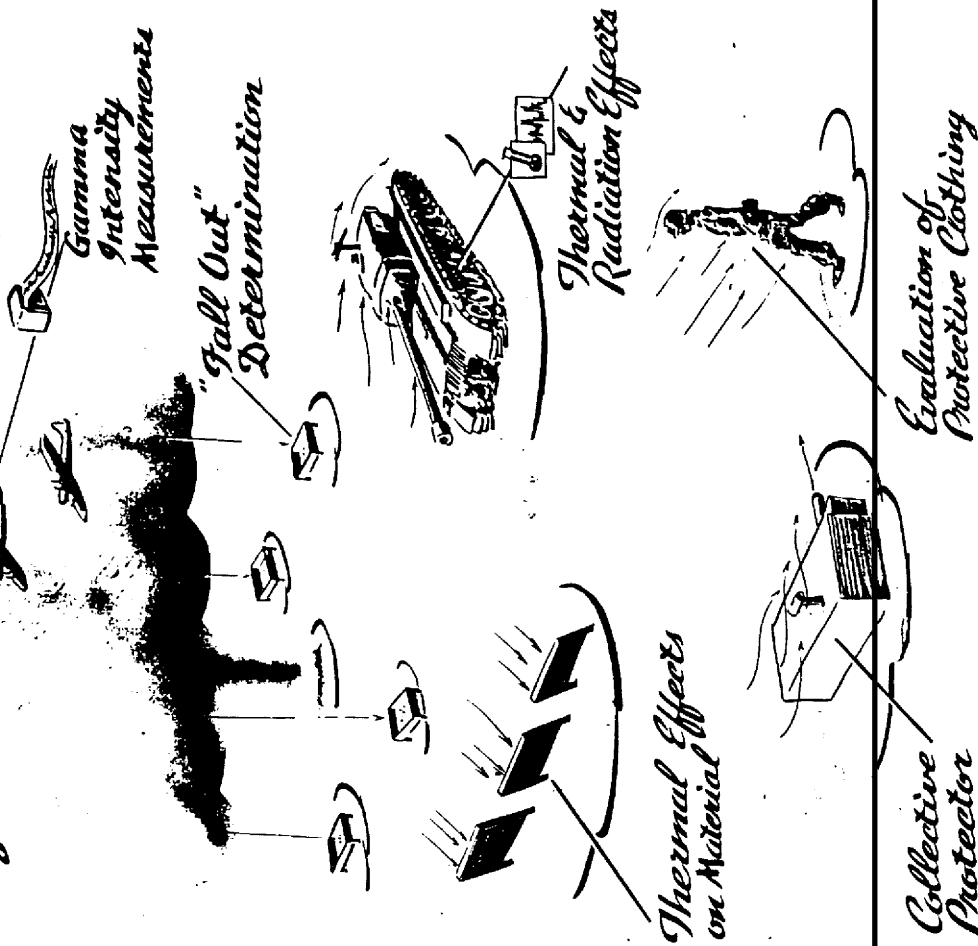 Gamma
Intensity
Measurements
"Fall Out"
Determination
Thermal &
Radiation Effects
Thermal Effects
on Material
Evaluation of
Protective Clothing
Collective
Protector